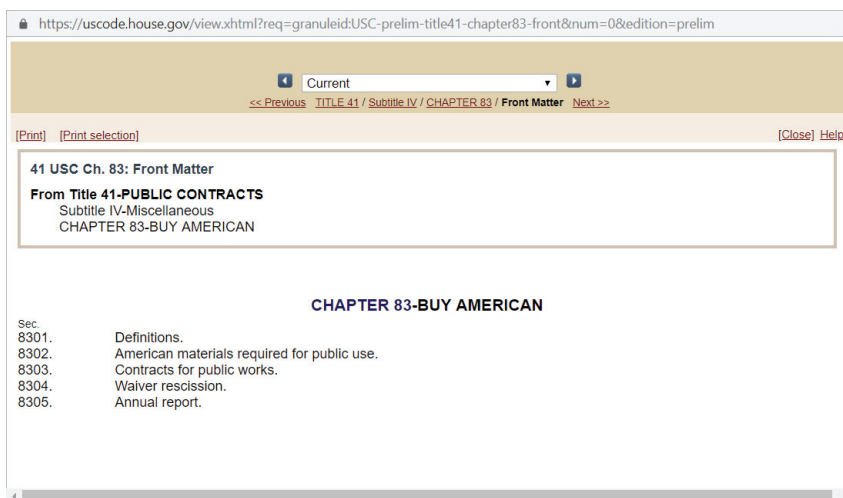 https://uscode.house.gov/view.xhtml?req=granuleid:USC-prelim-title41-chapter83-front&num=0&edition=prelim
Current
<< Previous TITLE 41 / Subtitle IV / CHAPTER 83 / Front Matter Next >>
[Print] [Print selection] [Close] Help
41 USC Ch. 83: Front Matter
From Title 41-PUBLIC CONTRACTS
Subtitle IV-Miscellaneous
CHAPTER 83-BUY AMERICAN
CHAPTER 83-BUY AMERICAN
Sec.
8301. Definitions.
8302. American materials required for public use.
8303. Contracts for public works.
8304. Waiver rescission.
8305. Annual report.